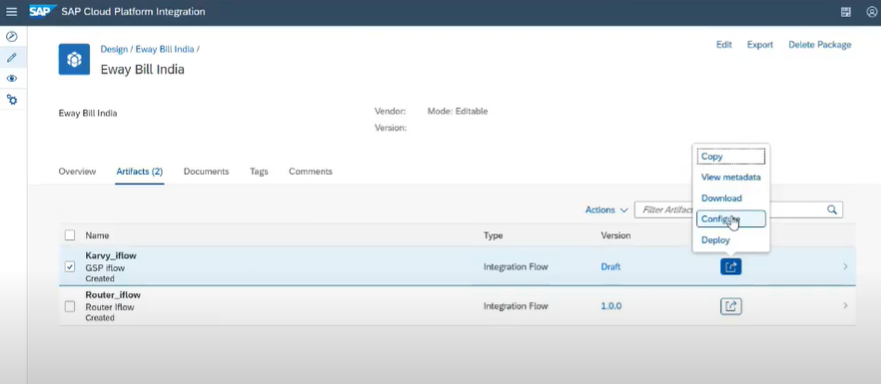 SAP SAP Cloud Platform Integration
Design / Eway Bill India /
Edit Export Delete Package
Eway Bill India
Eway Bill India
Vendor: Mode: Editable
Version:
Overview Artifacts (2) Documents Tags Comments
Copy
View metadata
Download
Configure
Deploy
Actions Filter Artifac
Name Type Version
Karvy_iflow
GSP iflow
Created
Integration Flow Draft
Router_iflow
Router Iflow
Created
Integration Flow 1.0.0